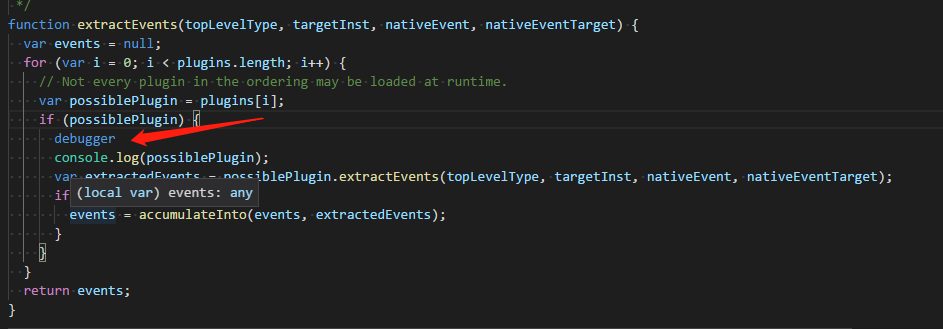 */
function extractEvents(topLevelType, targetInst, nativeEvent, nativeEventTarget) {
var events = null;
for (var i = 0; i < plugins.length; i++) {
// Not every plugin in the ordering may be loaded at runtime.
var possiblePlugin = plugins[i];
if (possiblePlugin) {
debugger
console.log(possiblePlugin);
var extractedEvents = possiblePlugin.extractEvents(topLevelType, targetInst, nativeEvent, nativeEventTarget);
if (local var) events: any
events = accumulateInto(events, extractedEvents);
}
}
}
return events;
}